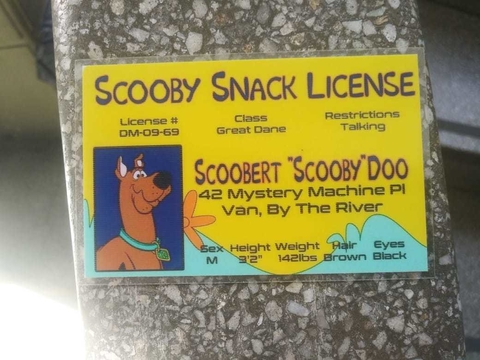 SCOOBY SNACK LICENSE
License # Class Restrictions
DM-09-69 Great Dane Talking
SCOOBERT "SCOOBY" DOO
42 Mystery Machine Pl
Van, By The River
Sex Height Weight Hair Eyes
M 3'2" 142lbs Brown Black